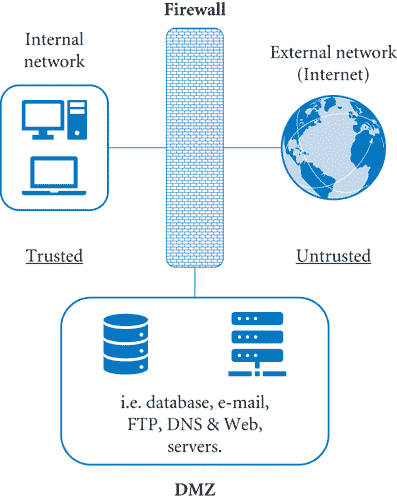 Firewall
Internal
network
External network
(Internet)
Trusted
Untrusted
i.e. database, e-mail,
FTP, DNS & Web,
servers.
DMZ